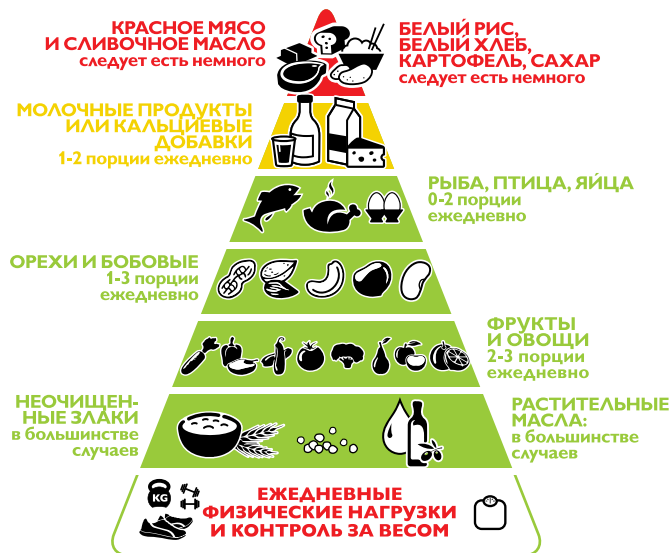 КРАСНОЕ МЯСО
И СЛИВОЧНОЕ МАСЛО
следует есть немного
БЕЛЫЙ РИС,
БЕЛЫЙ ХЛЕБ,
КАРТОФЕЛЬ, САХАР
следует есть немного
МОЛОЧНЫЕ ПРОДУКТЫ
ИЛИ КАЛЬЦИЕВЫЕ
ДОБАВКИ
1-2 порции ежедневно
РЫБА, ПТИЦА, ЯЙЦА
0-2 порции
ежедневно
ОРЕХИ И БОБОВЫЕ
1-3 порции
ежедневно
ФРУКТЫ
И ОВОЩИ
2-3 порции
ежедневно
НЕОЧИЩЕН-
НЫЕ ЗЛАКИ
в большинстве
случаев
РАСТИТЕЛЬНЫЕ
МАСЛА:
в большинстве
случаев
KG
ЕЖЕДНЕВНЫЕ
ФИЗИЧЕСКИЕ НАГРУЗКИ
И КОНТРОЛЬ ЗА ВЕСОМ